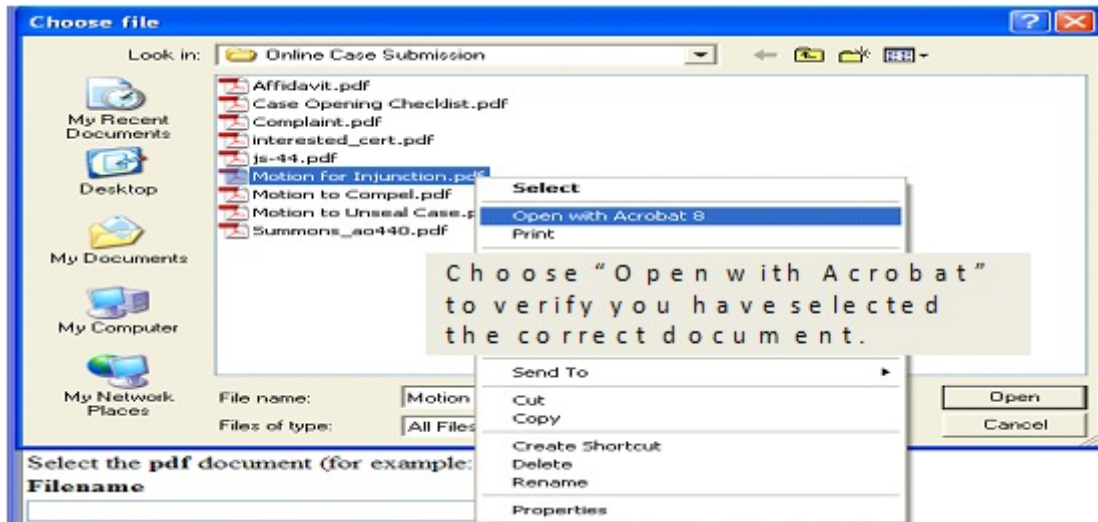 Choose file
Look in: Online Case Submission
My Recent Documents
Desktop
My Documents
My Computer
My Network Places
Affidavit.pdf
Case Opening Checklist.pdf
Complaint.pdf
interested_cert.pdf
js-44.pdf
Motion for Injunction.pdf
Motion to Compel.pdf
Motion to Unseal Case.p
Summons_ao440.pdf
Select
Open with Acrobat 8
Print
Choose “Open with Acrobat”
to verify you have selected
the correct document.
Send To
Cut
Copy
Create Shortcut
Delete
Rename
Properties
File name: Motion
Files of type: All Files
Open
Cancel
Select the pdf document (for example:
Filename